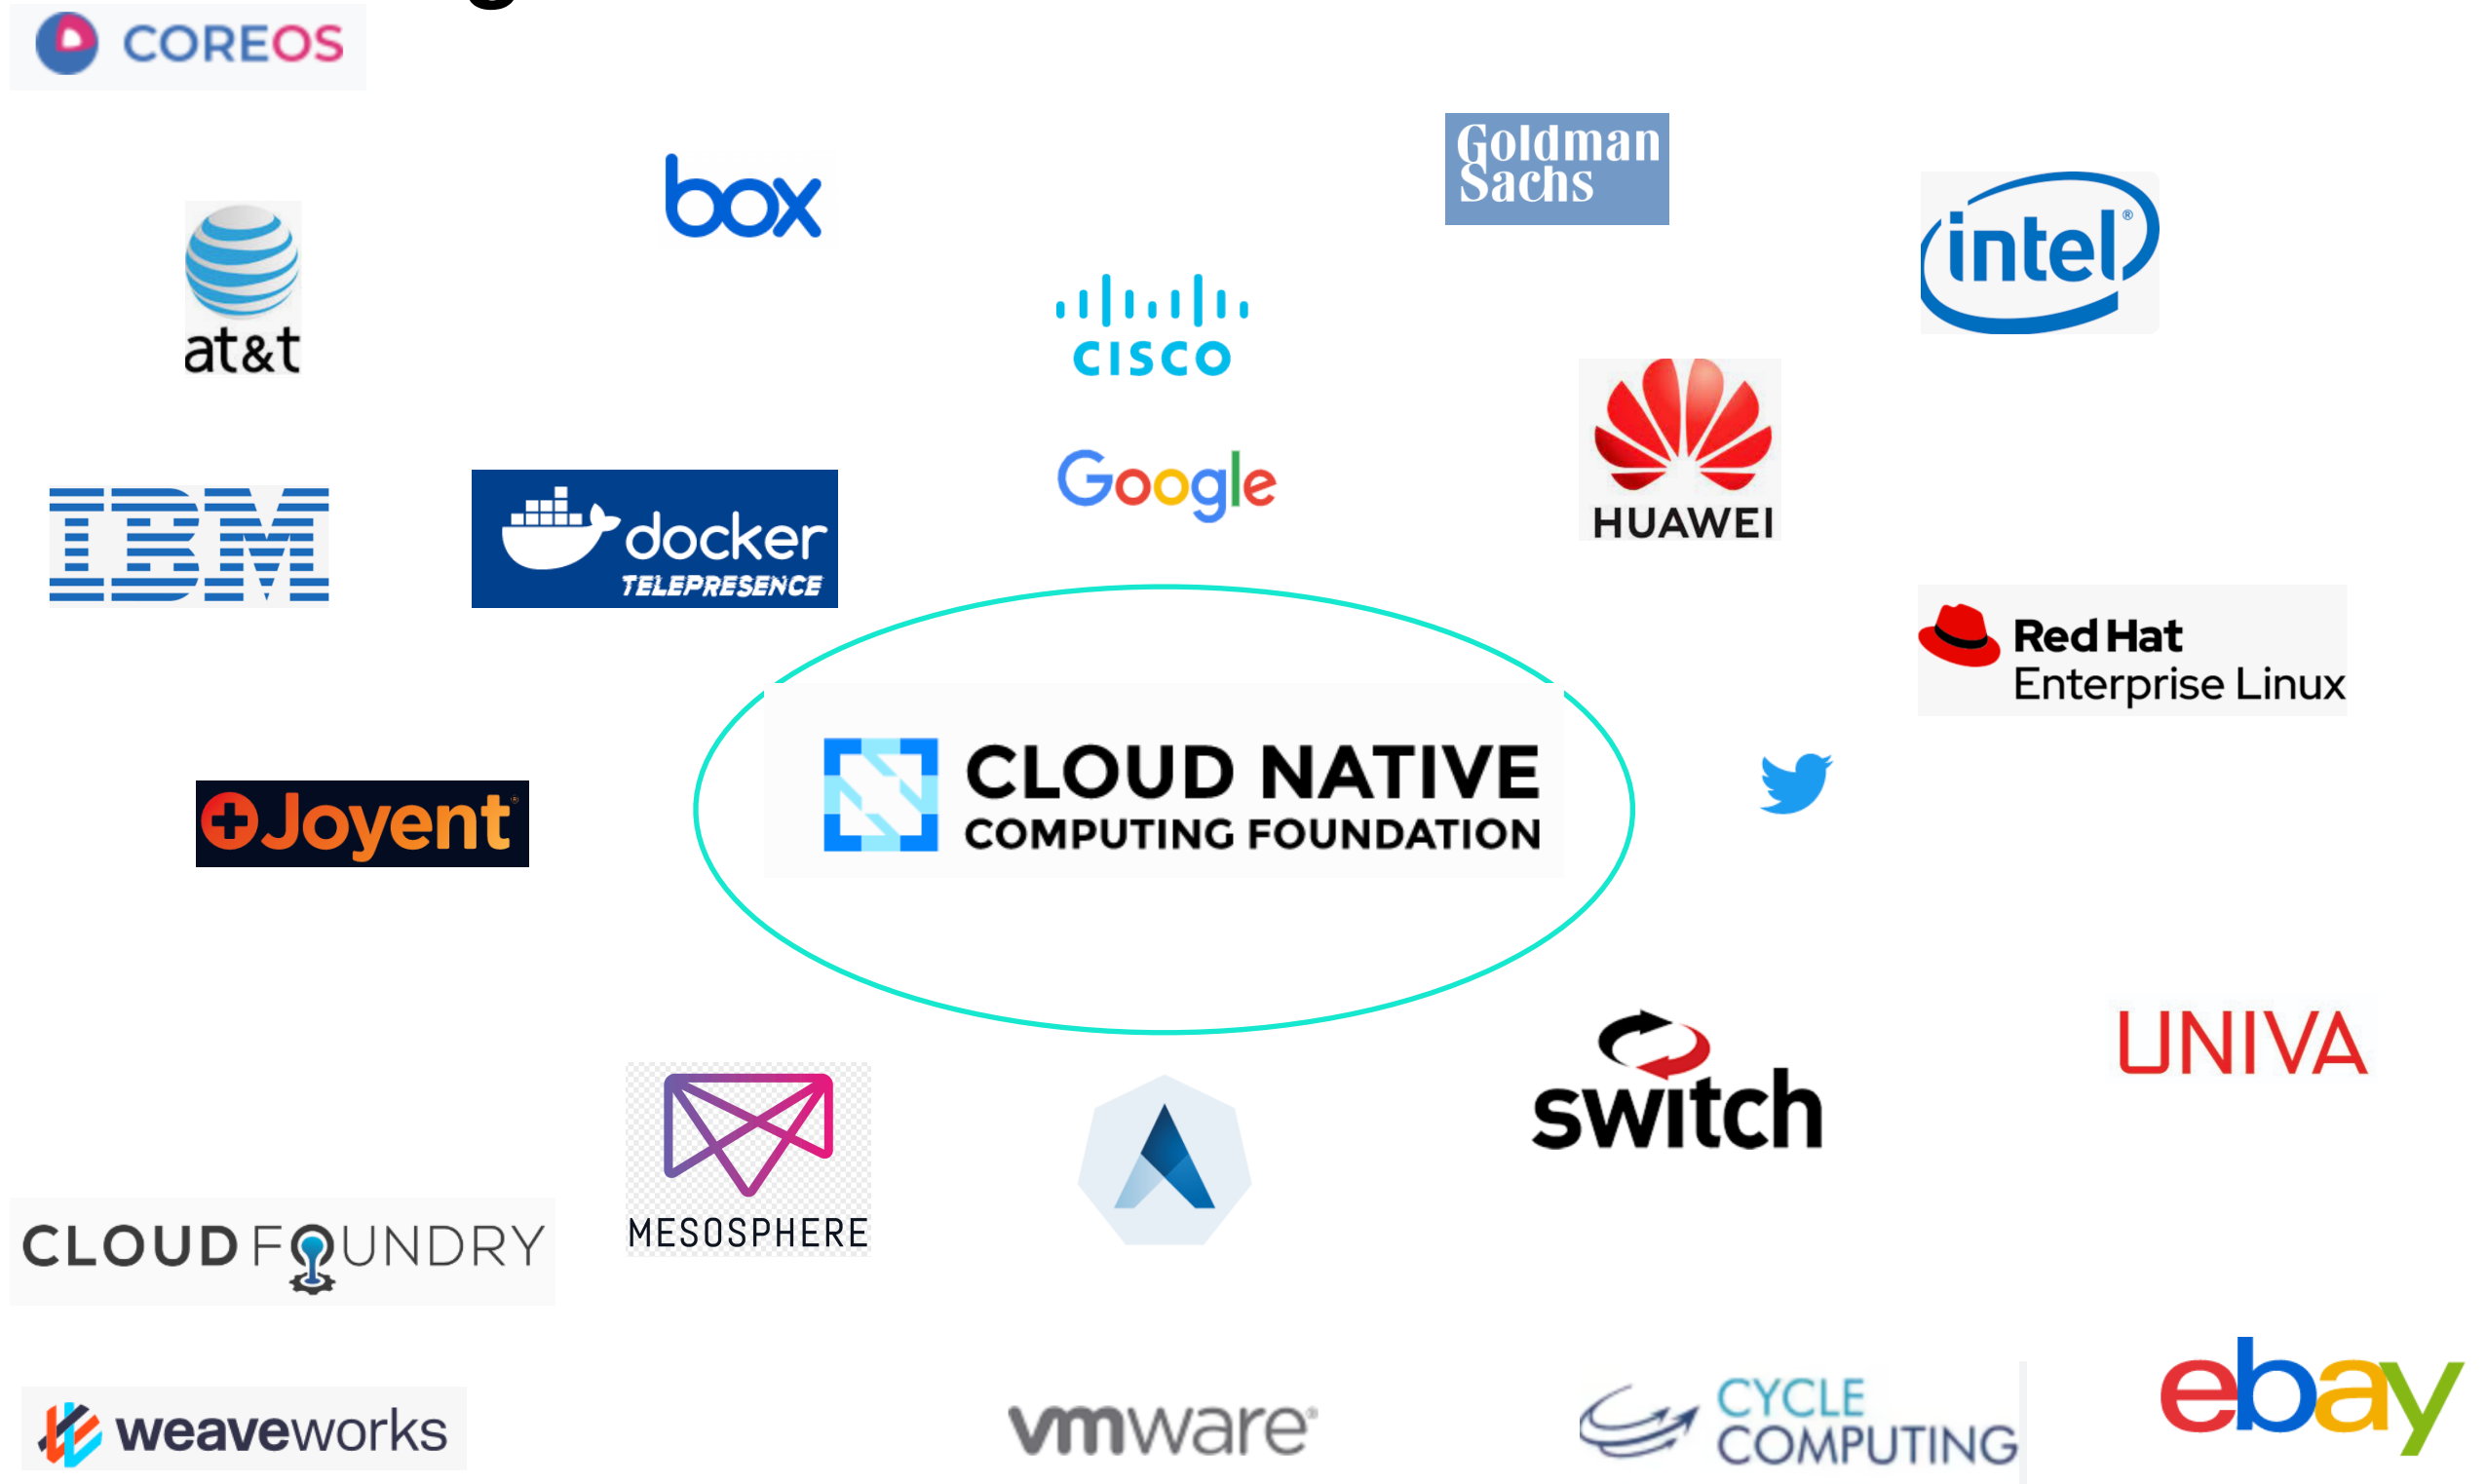 COREOS
Goldman
Sachs
box
intel®
at&t
CISCO
Google
HUAWEI
IBM
docker
TELEPRESENCE
Red Hat
Enterprise Linux
CLOUD NATIVE
COMPUTING FOUNDATION
Joyent®
UNIVA
switch
MESOSPHERE
CLOUD FOUNDRY
weaveworks
vmware®
CYCLE
COMPUTING
ebay